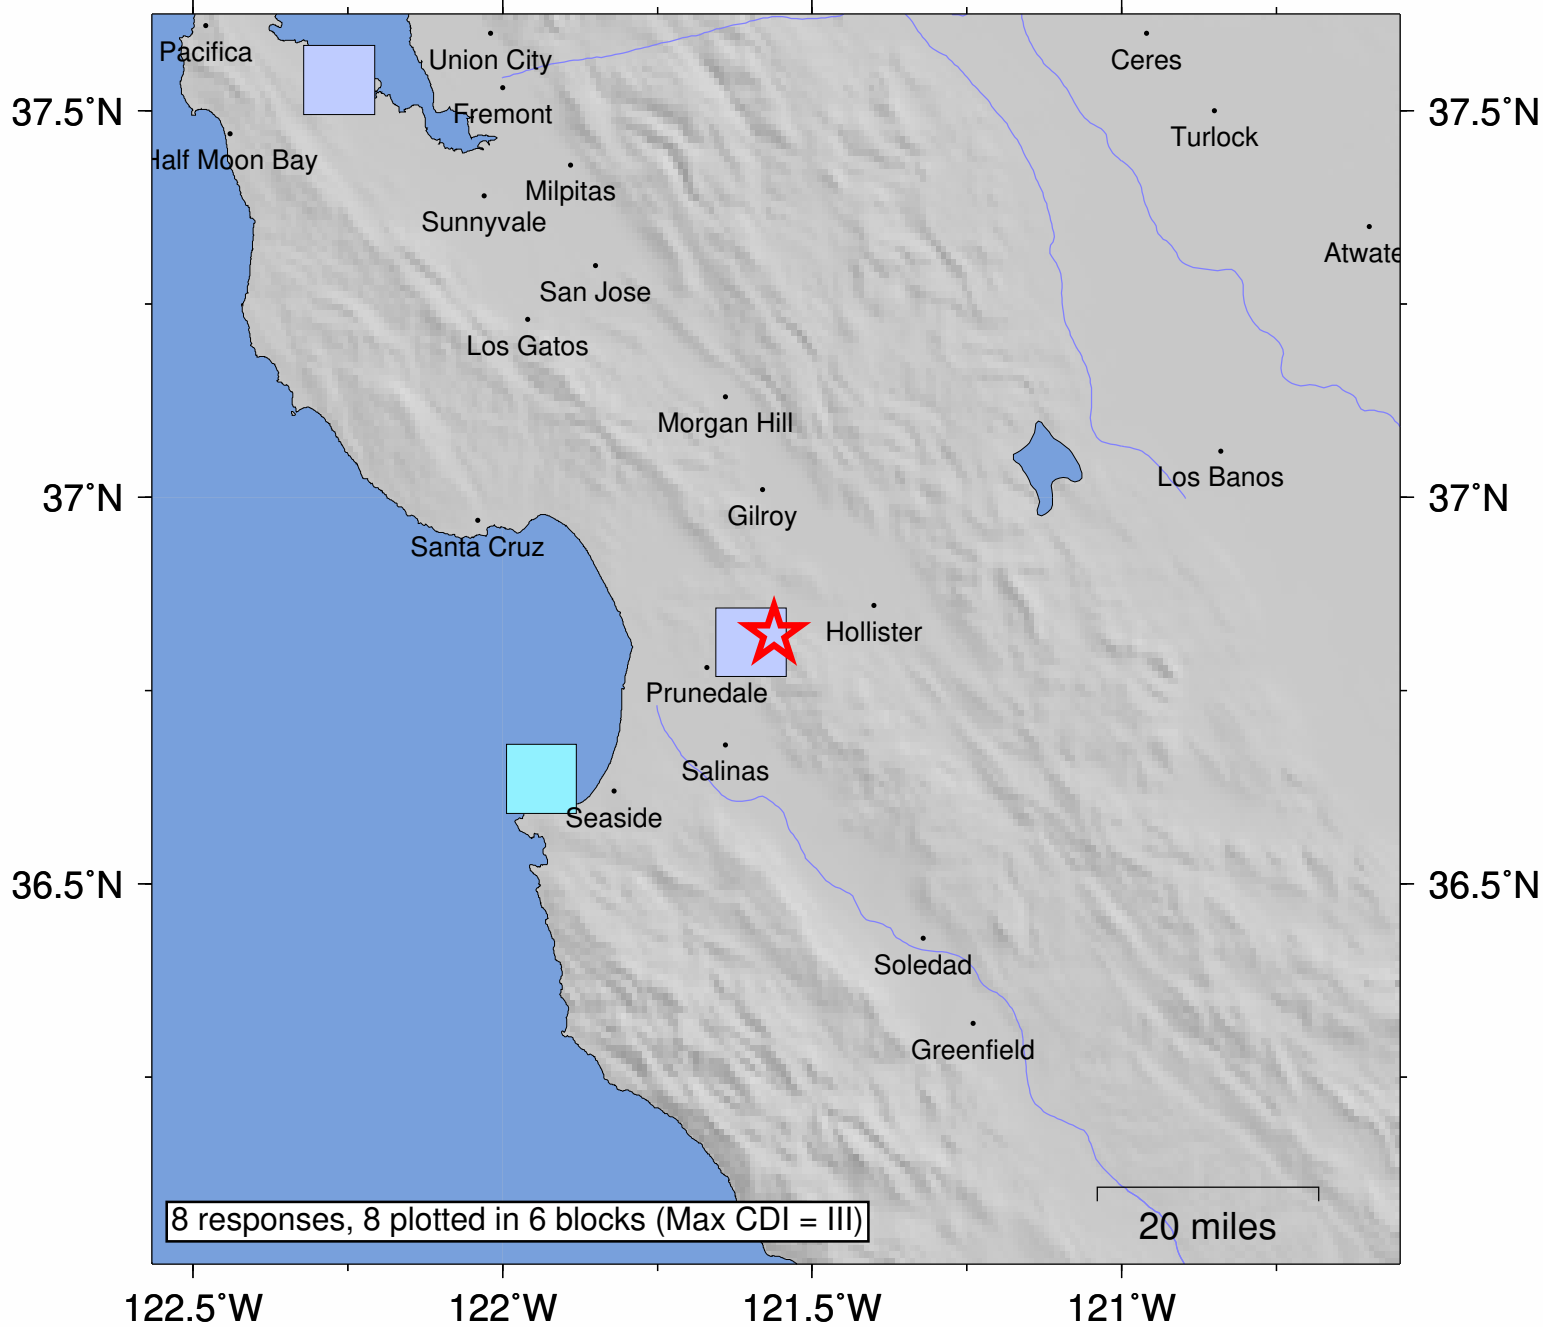 Pacifica
Union City
Ceres
37.5°N
Fremont
37.5°N
Turlock
Half Moon Bay
Milpitas
Sunnyvale
Atwate
San Jose
Los Gatos
Morgan Hill
Los Banos
37°N
Gilroy
37°N
Santa Cruz
Hollister
Prunedale
Salinas
Seaside
36.5°N
36.5°N
Soledad
Greenfield
8 responses, 8 plotted in 6 blocks (Max CDI = III)
20 miles
122.5°W
122°W
121.5°W
121°W